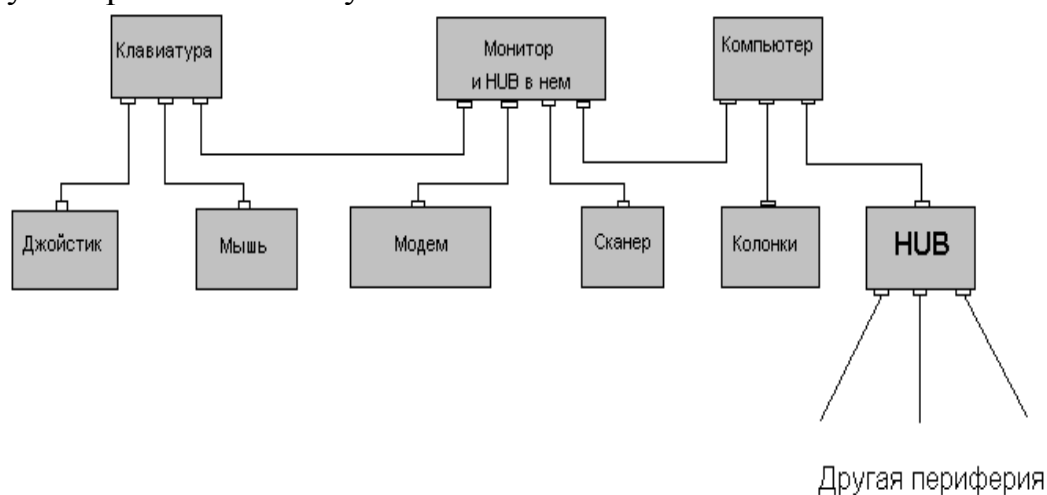 Клавиатура
Монитор
и HUB в нем
Компьютер
Джойстик
Мышь
Модем
Сканер
Колонки
HUB
Другая периферия